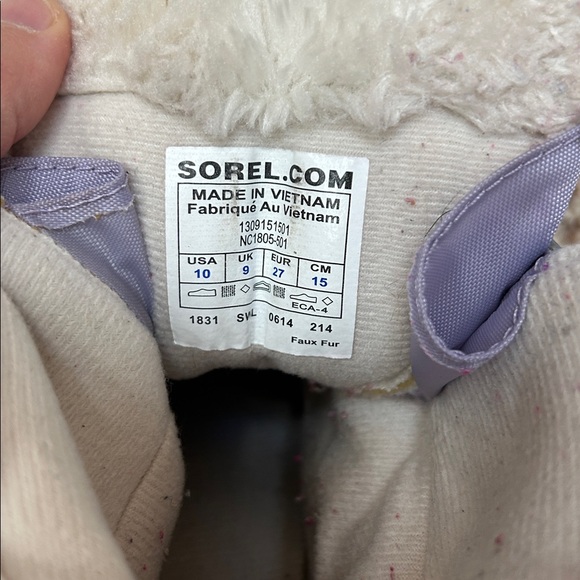 SOREL.COM
MADE IN VIETNAM
Fabriqué Au Vietnam
1309151501
NC1805-501
USA UK EUR CM
10 9 27 15
ECA-4
1831 0614 214
Faux Fur